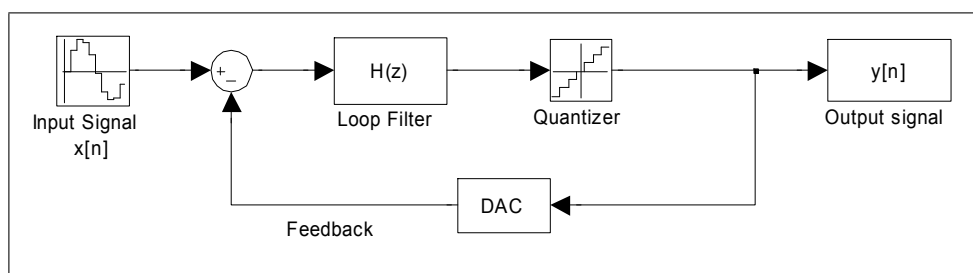 Input Signal
x[n]
+
−
H(z)
Loop Filter
Quantizer
y[n]
Output signal
DAC
Feedback